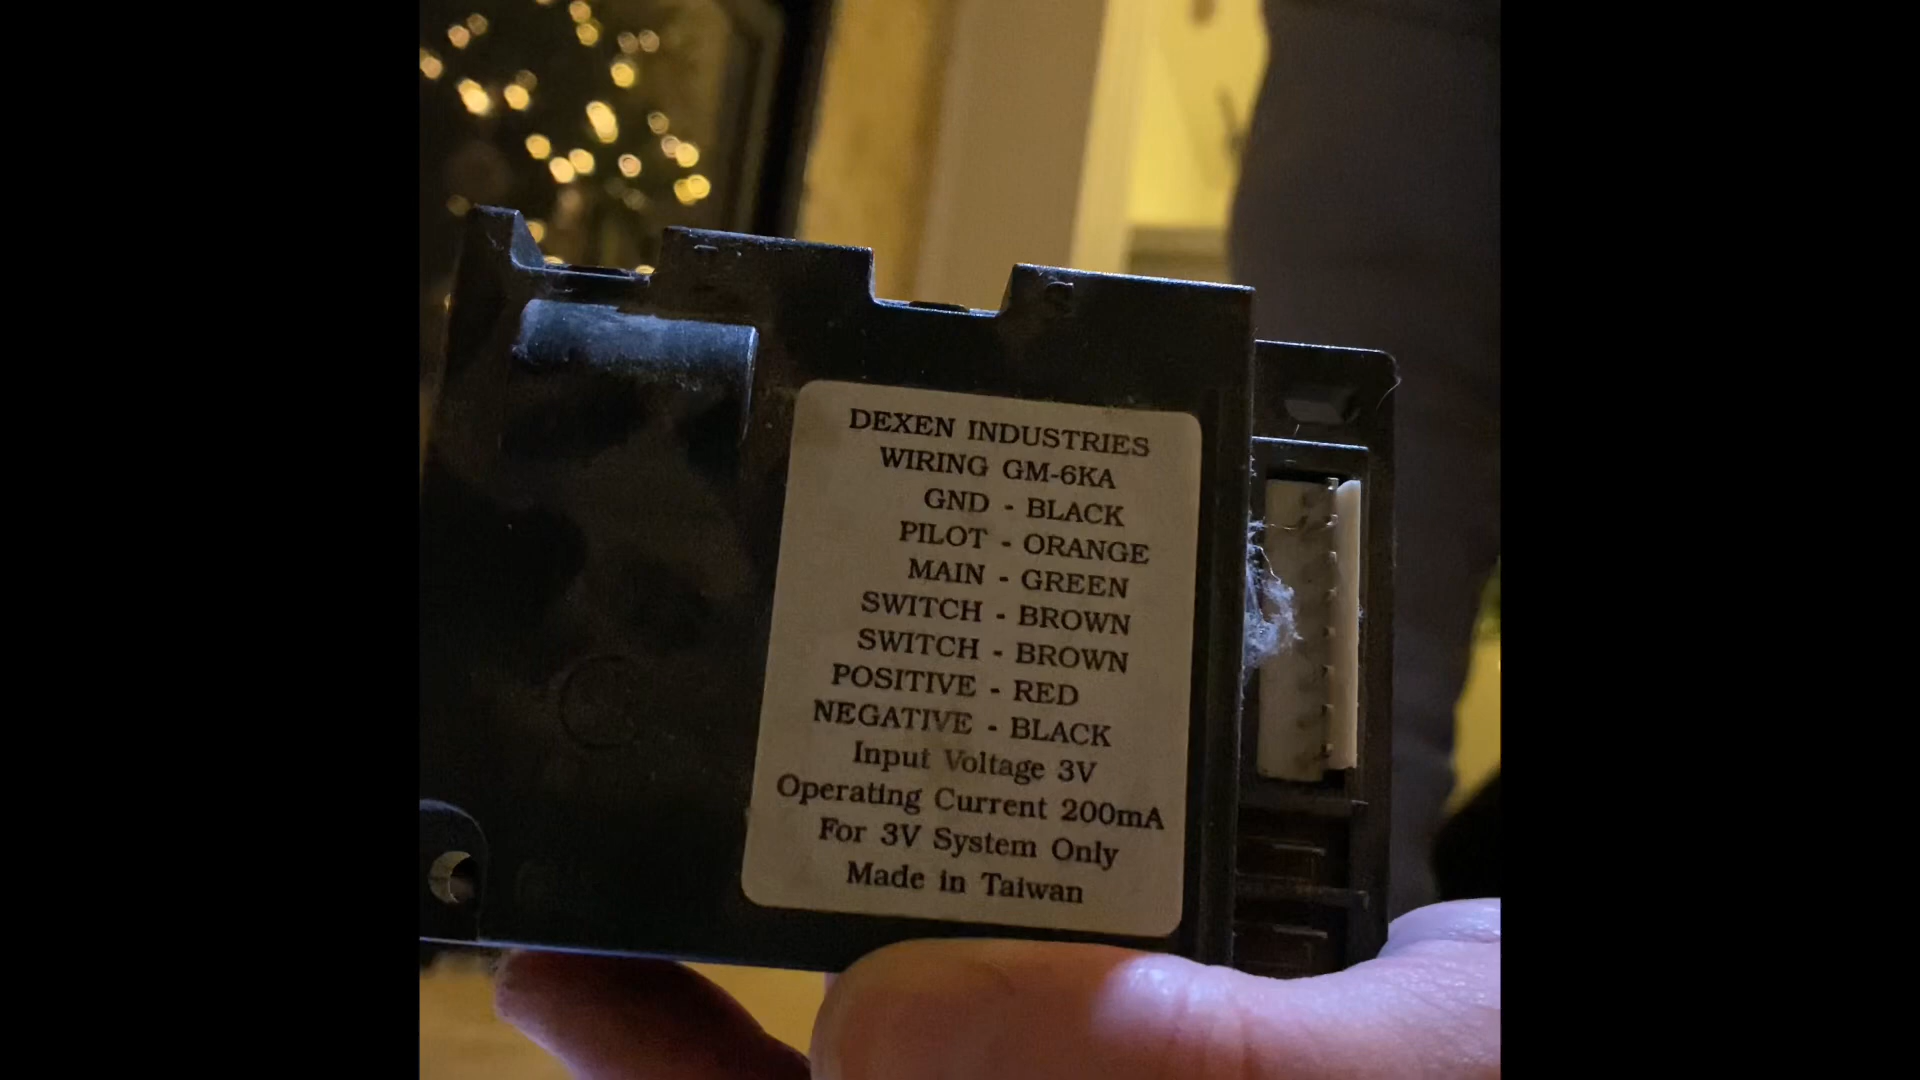 DEXEN INDUSTRIES
WIRING GM-6KA
GND - BLACK
PILOT - ORANGE
MAIN - GREEN
SWITCH - BROWN
SWITCH - BROWN
POSITIVE - RED
NEGATIVE - BLACK
Input Voltage 3V
Operating Current 200mA
For 3V System Only
Made in Taiwan